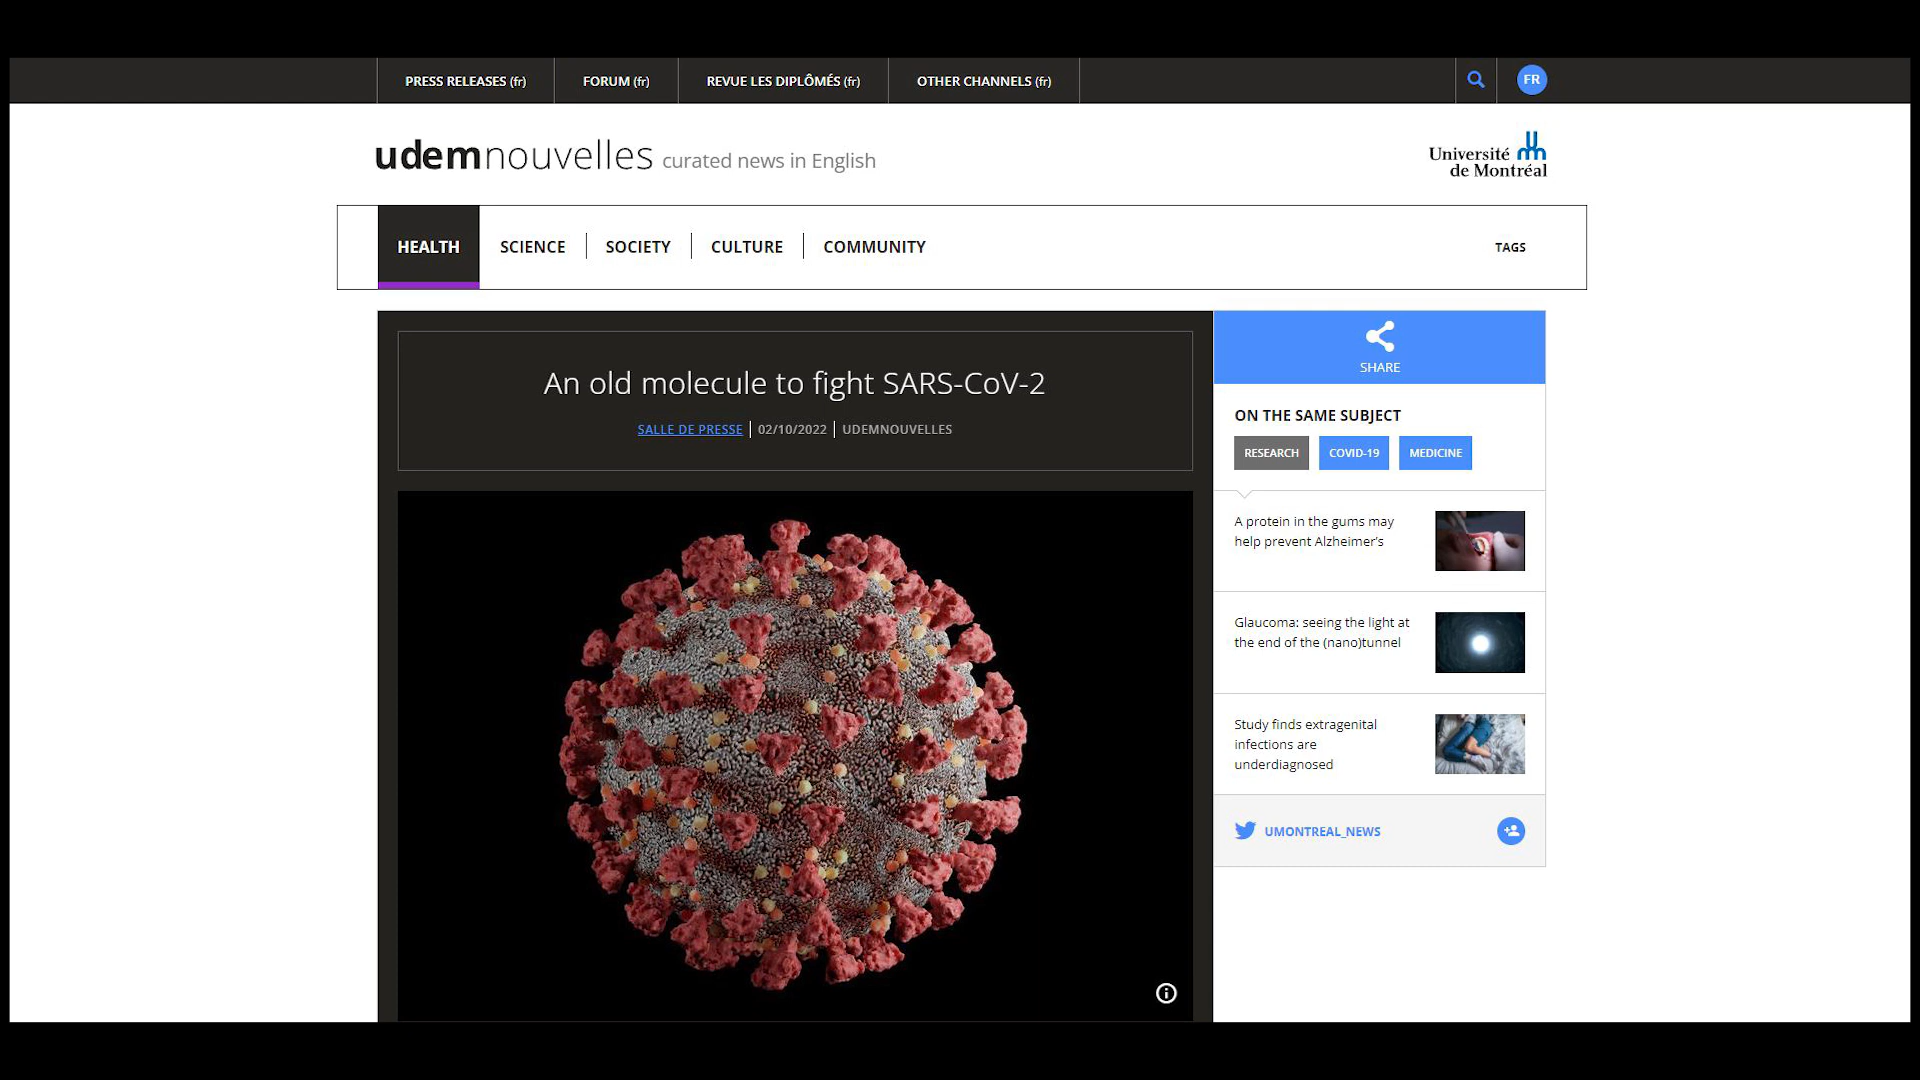 PRESS RELEASES (fr)
FORUM (fr)
REVUE LES DIPLÔMÉS (fr)
OTHER CHANNELS (fr)
FR
udemnouvelles curated news in English
Université
de Montréal
HEALTH
SCIENCE
SOCIETY
CULTURE
COMMUNITY
TAGS
An old molecule to fight SARS-CoV-2
SALLE DE PRESSE
02/10/2022
UDEMNOUVELLES
SHARE
ON THE SAME SUBJECT
RESEARCH
COVID-19
MEDICINE
A protein in the gums may
help prevent Alzheimer’s
Glaucoma: seeing the light at
the end of the (nano)tunnel
Study finds extragenital
infections are
underdiagnosed
UMONTREAL_NEWS